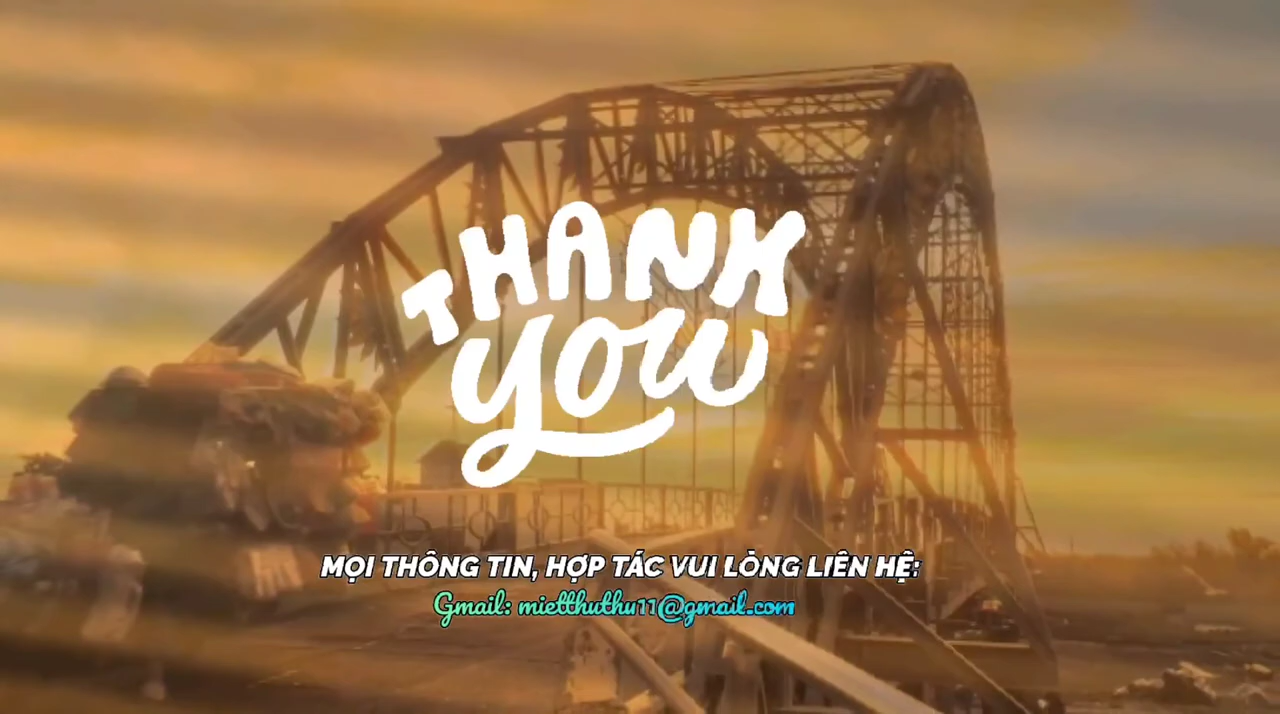 THANK
you
MỌI THÔNG TIN, HỢP TÁC VUI LÒNG LIÊN HỆ:
Gmail: mietthuthu11@gmail.com